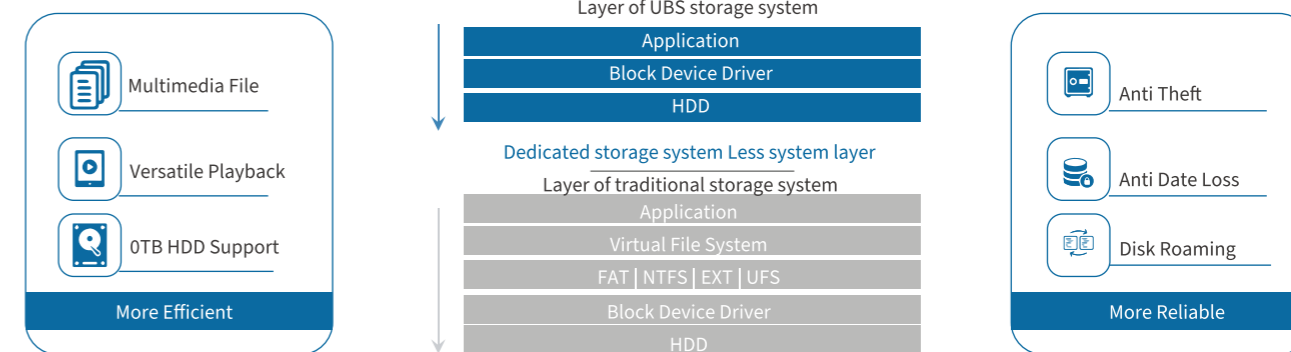 Multimedia File
Versatile Playback
0TB HDD Support
More Efficient
Layer of UBS storage system
Application
Block Device Driver
HDD
Dedicated storage system Less system layer
Layer of traditional storage system
Application
Virtual File System
FAT | NTFS | EXT | UFS
Block Device Driver
HDD
Anti Theft
Anti Date Loss
Disk Roaming
More Reliable